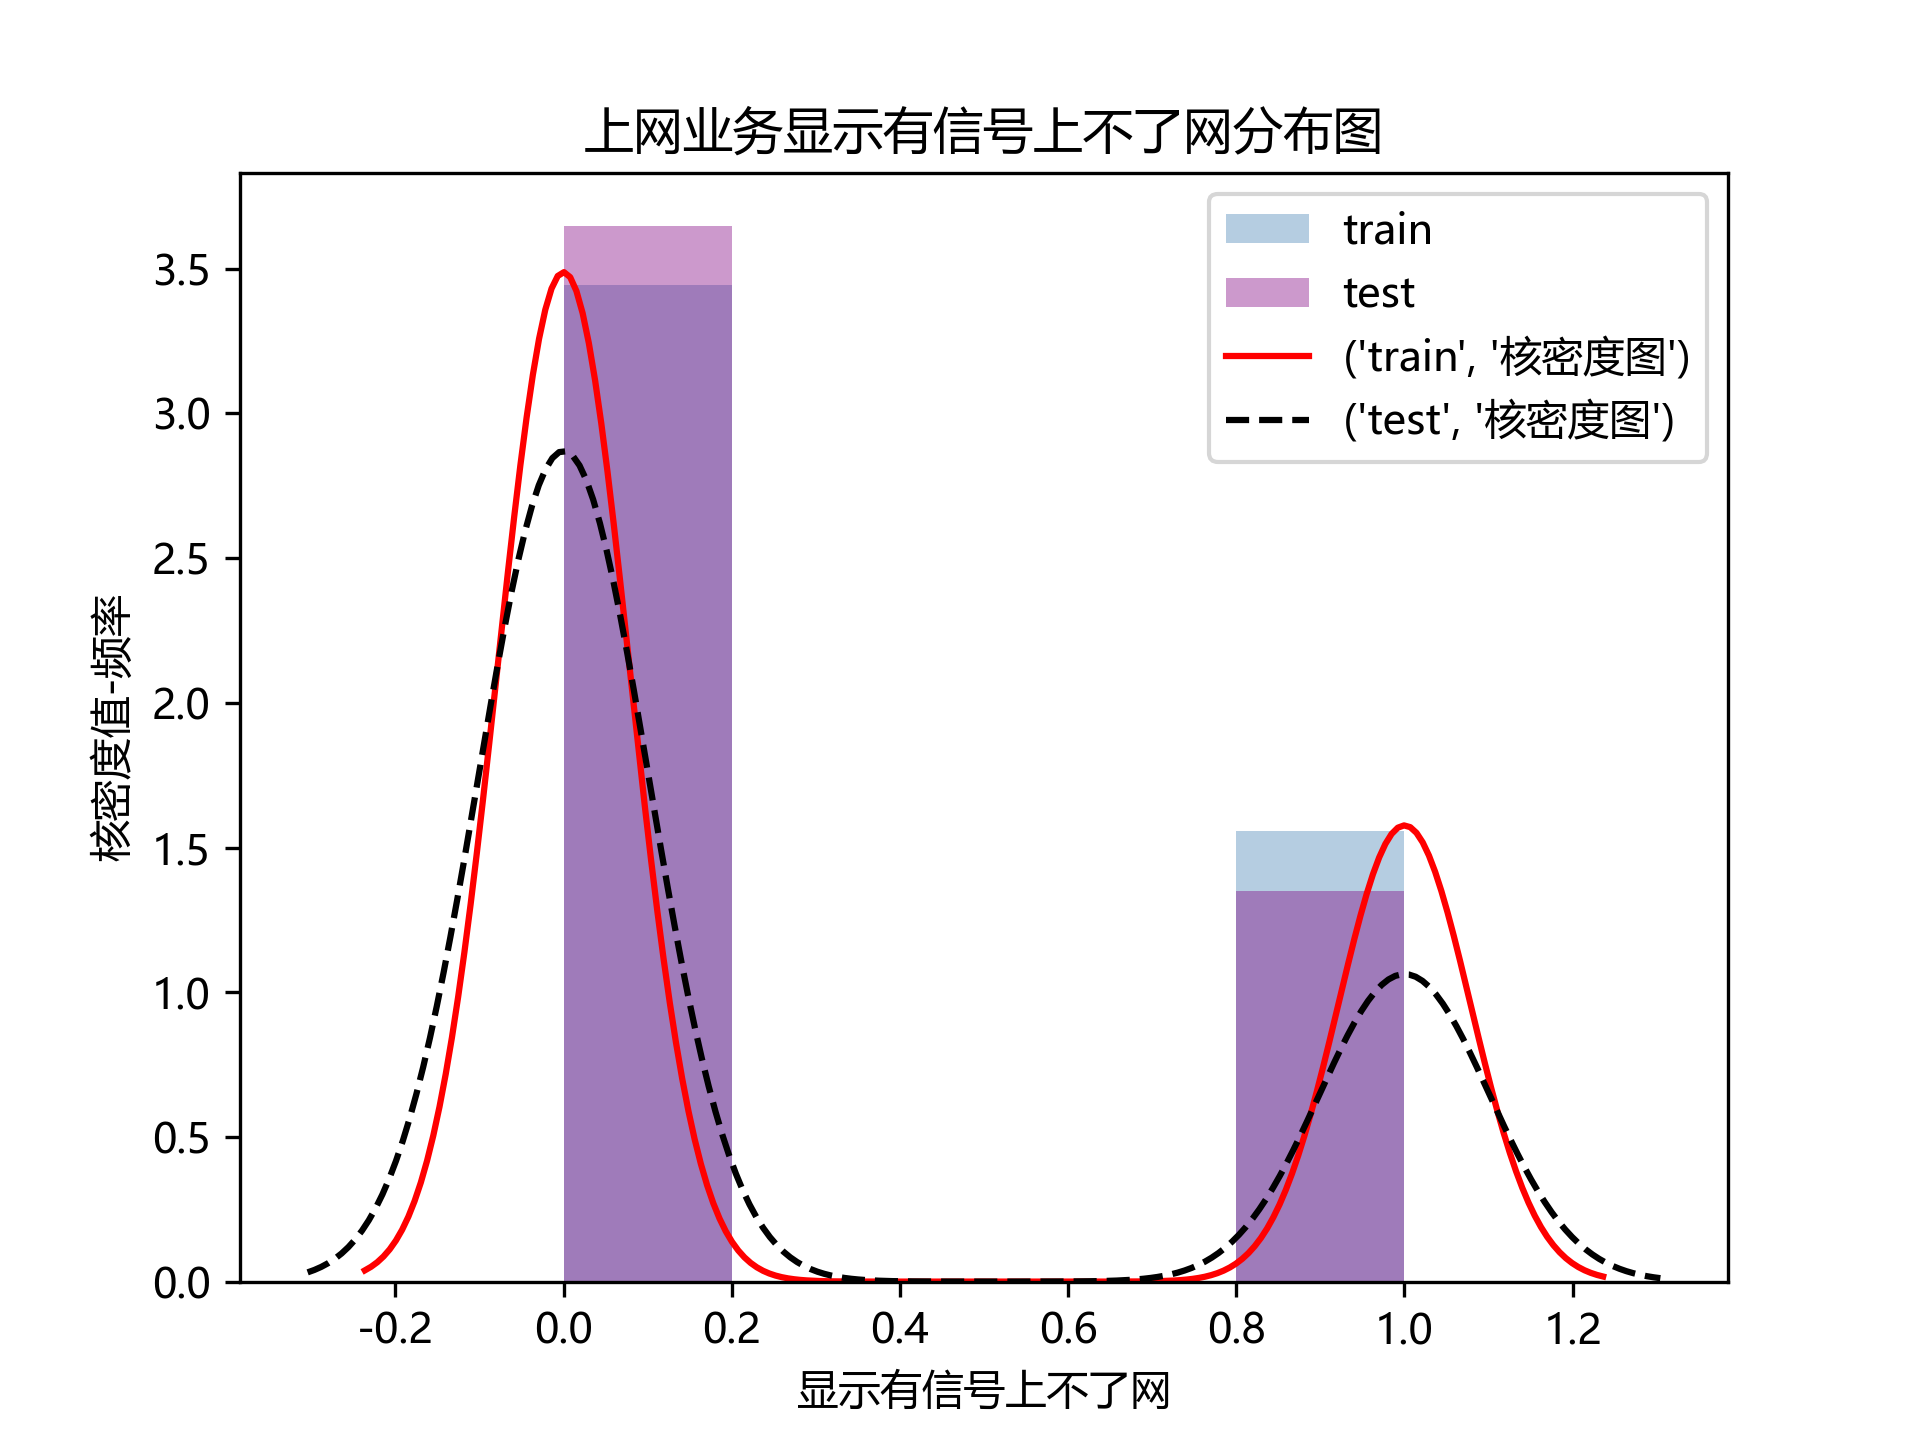 上网业务显示有信号上不了网分布图
train
test
('train', '核密度图')
('test', '核密度图')
核密度值-频率
3.5
3.0
2.5
2.0
1.5
1.0
0.5
0.0
-0.2 0.0 0.2 0.4 0.6 0.8 1.0 1.2
显示有信号上不了网